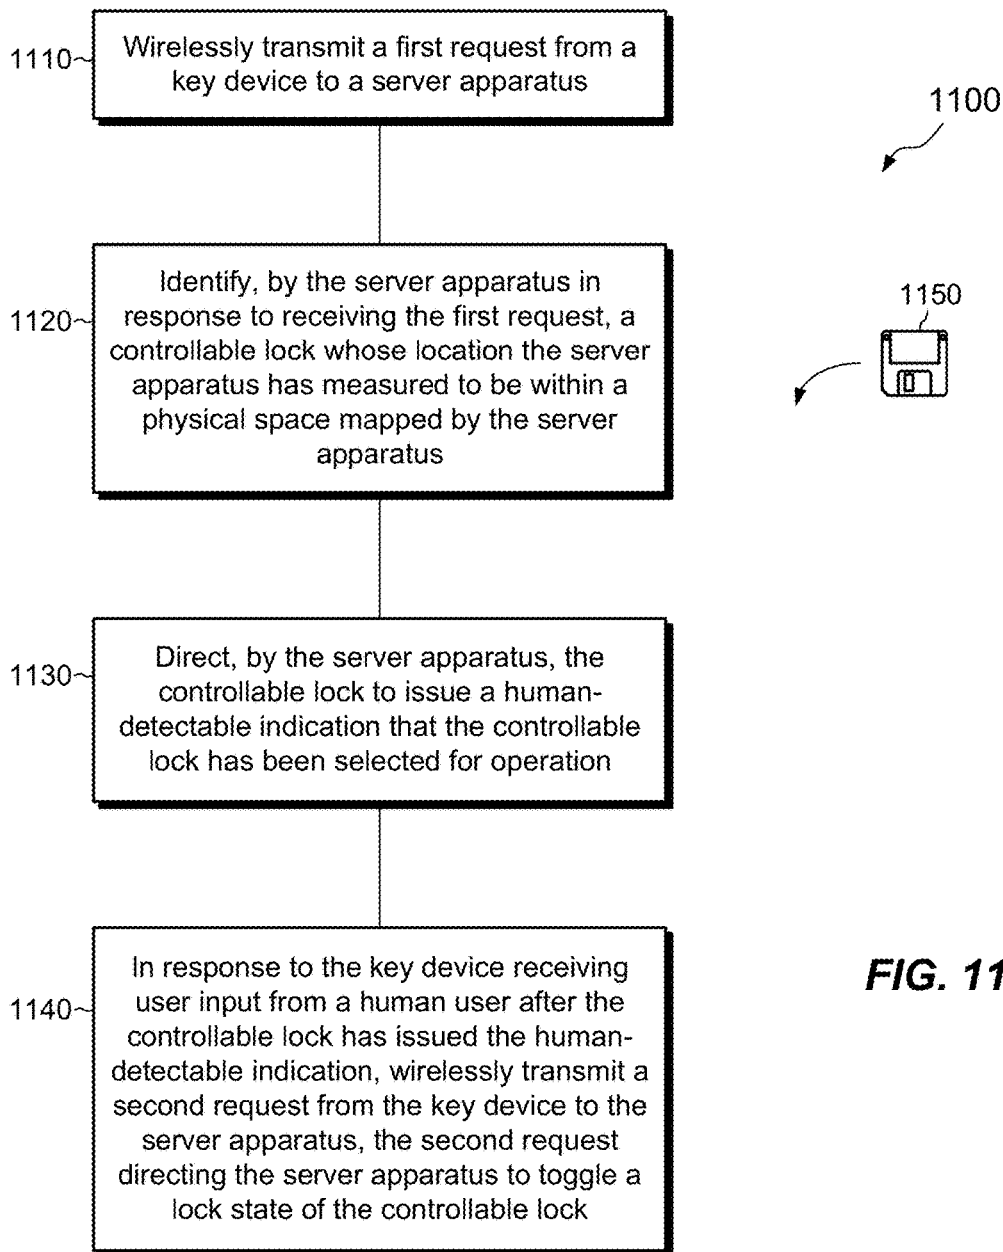 1110
Wirelessly transmit a first request from a
key device to a server apparatus
1100
1120
Identify, by the server apparatus in
response to receiving the first request, a
controllable lock whose location the server
apparatus has measured to be within a
physical space mapped by the server
apparatus
1150
1130
Direct, by the server apparatus, the
controllable lock to issue a human-
detectable indication that the controllable
lock has been selected for operation
1140
In response to the key device receiving
user input from a human user after the
controllable lock has issued the human-
detectable indication, wirelessly transmit a
second request from the key device to the
server apparatus, the second request
directing the server apparatus to toggle a
lock state of the controllable lock
FIG. 11